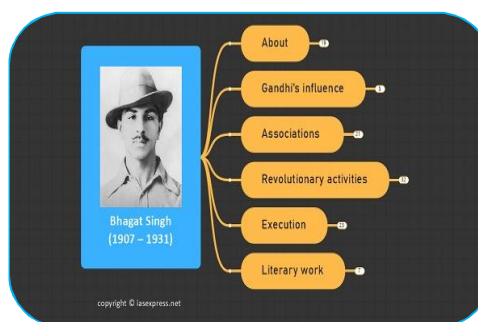 About
Gandhi's influence
Associations
Revolutionary activities
Execution
Literary work
Bhagat Singh
(1907 – 1931)
copyright © iasexpress.net